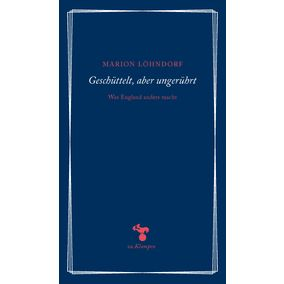 MARION LÖHNDORF
Geschüttelt, aber ungerührt
Was England anders macht
zu Klampen